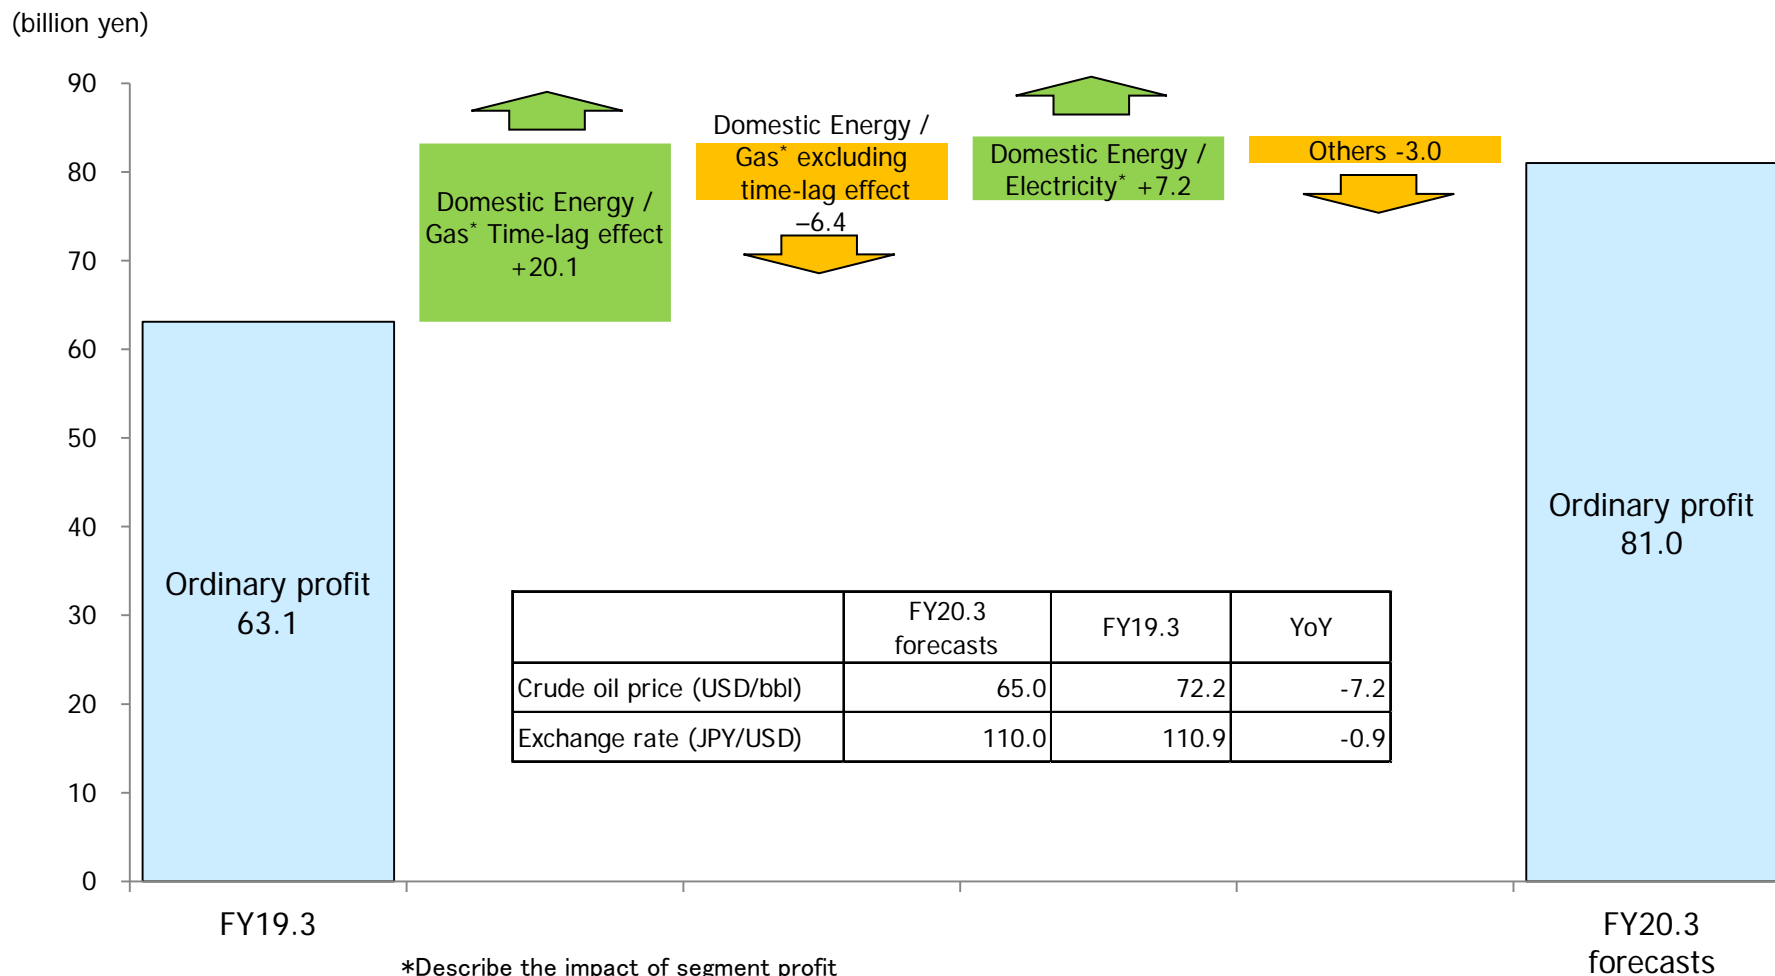 (billion yen)
90
80
70
60
50
40
30
20
10
0
Ordinary profit
63.1
Domestic Energy /
Gas* Time-lag effect
+20.1
Domestic Energy /
Gas* excluding
time-lag effect
–6.4
Domestic Energy /
Electricity* +7.2
Others -3.0
Ordinary profit
81.0
FY20.3 forecasts FY19.3 YoY
Crude oil price (USD/bbl) 65.0 72.2 -7.2
Exchange rate (JPY/USD) 110.0 110.9 -0.9
FY19.3
FY20.3
forecasts
*Describe the impact of segment profit